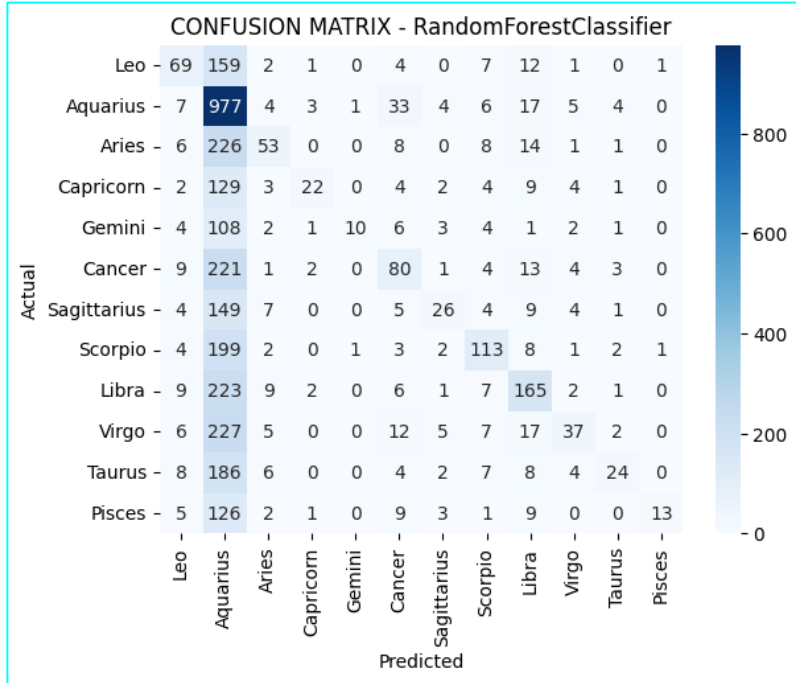 CONFUSION MATRIX - RandomForestClassifier
Leo 69 159 2 1 0 4 0 7 12 1 0 1
Aquarius 7 977 4 3 1 33 4 6 17 5 4 0
Aries 6 226 53 0 0 8 0 8 14 1 1 0
Capricorn 2 129 3 22 0 4 2 4 9 4 1 0
Gemini 4 108 2 1 10 6 3 4 1 2 1 0
Cancer 9 221 1 2 0 80 1 4 13 4 3 0
Sagittarius 4 149 7 0 0 5 26 4 9 4 1 0
Scorpio 4 199 2 0 1 3 2 113 8 1 2 1
Libra 9 223 9 2 0 6 1 7 165 2 1 0
Virgo 6 227 5 0 0 12 5 7 17 37 2 0
Taurus 8 186 6 0 0 4 2 7 8 4 24 0
Pisces 5 126 2 1 0 9 3 1 9 0 0 13
Actual
Leo Aquarius Aries Capricorn Gemini Cancer Sagittarius Scorpio Libra Virgo Taurus Pisces
Predicted
800
600
400
200
0